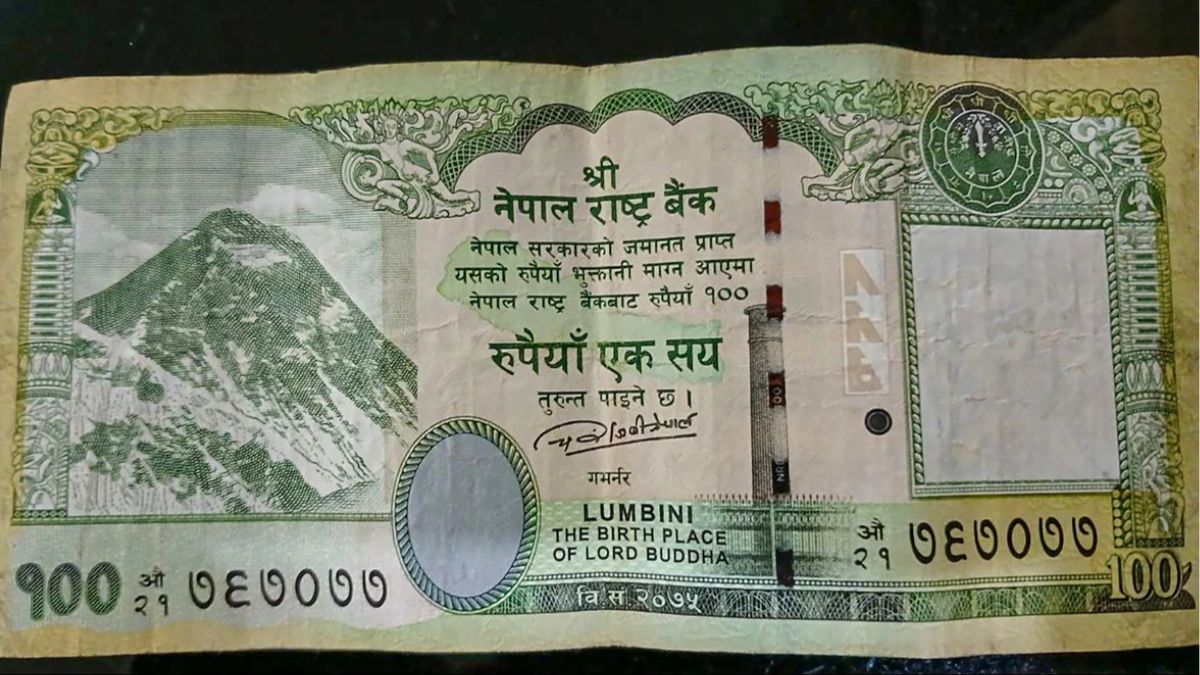 श्री
नेपाल राष्ट्र बैंक
नेपाल सरकारको जमानत प्राप्त
यसको रुपैयाँ भुक्तानी माग्न आएमा
नेपाल राष्ट्र बैंकबाट रुपैयाँ १००
रुपैयाँ एक सय
तुरुन्त पाइने छ ।
गभर्नर
LUMBINI
THE BIRTH PLACE
OF LORD BUDDHA
वि सं २०७५
१०० औ २१ ७६७०७७
औ २१ ७६७०७७
100